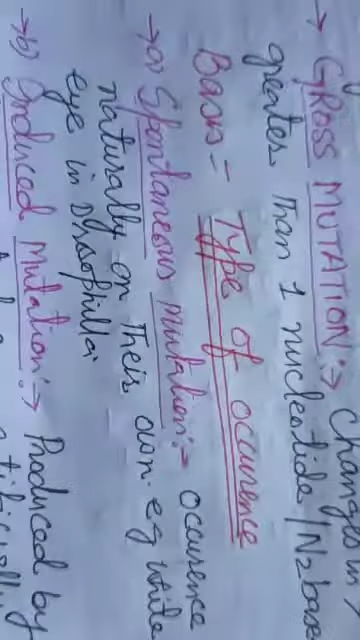 → GROSS MUTATION:→ Changes in >
greater Than 1 nucleotide/N2 base
Basis:- Type of occurence
→a) Spontaneous mutation:- occurence
naturally on Their own. eg white
eye in Drosophila.
→b) Induced Mutation:→ Produced by